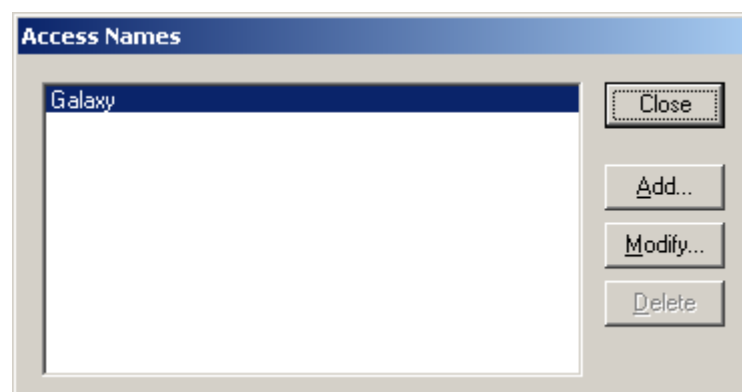 Access Names
Galaxy
Close
Add...
Modify...
Delete